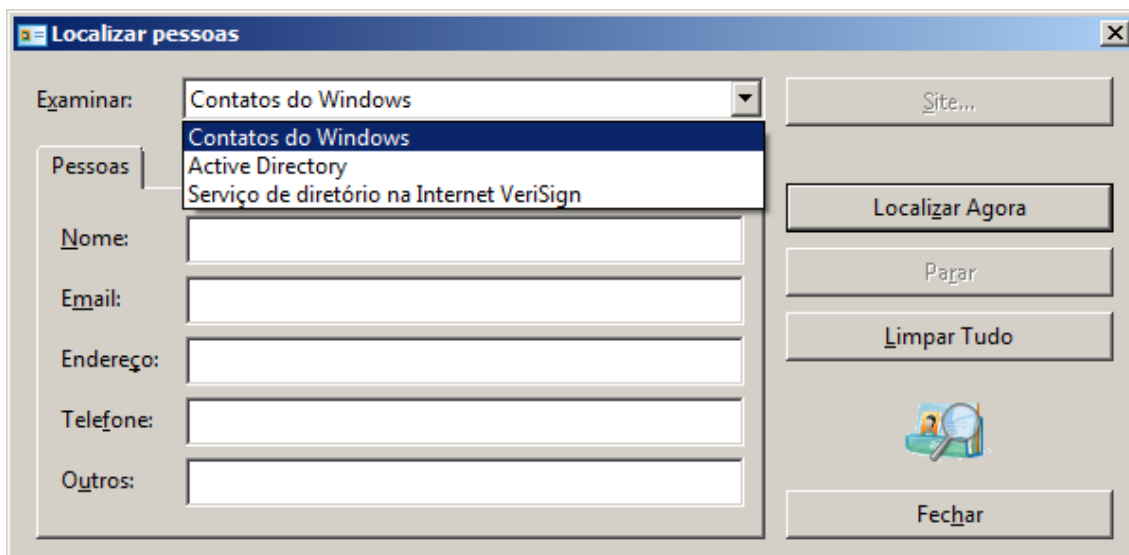 Localizar pessoas
Examinar: Contatos do Windows Site...
Contatos do Windows
Active Directory
Serviço de diretório na Internet VeriSign
Pessoas
Localizar Agora
Nome:
Parar
Email:
Limpar Tudo
Endereço:
Telefone:
Outros:
Fechar